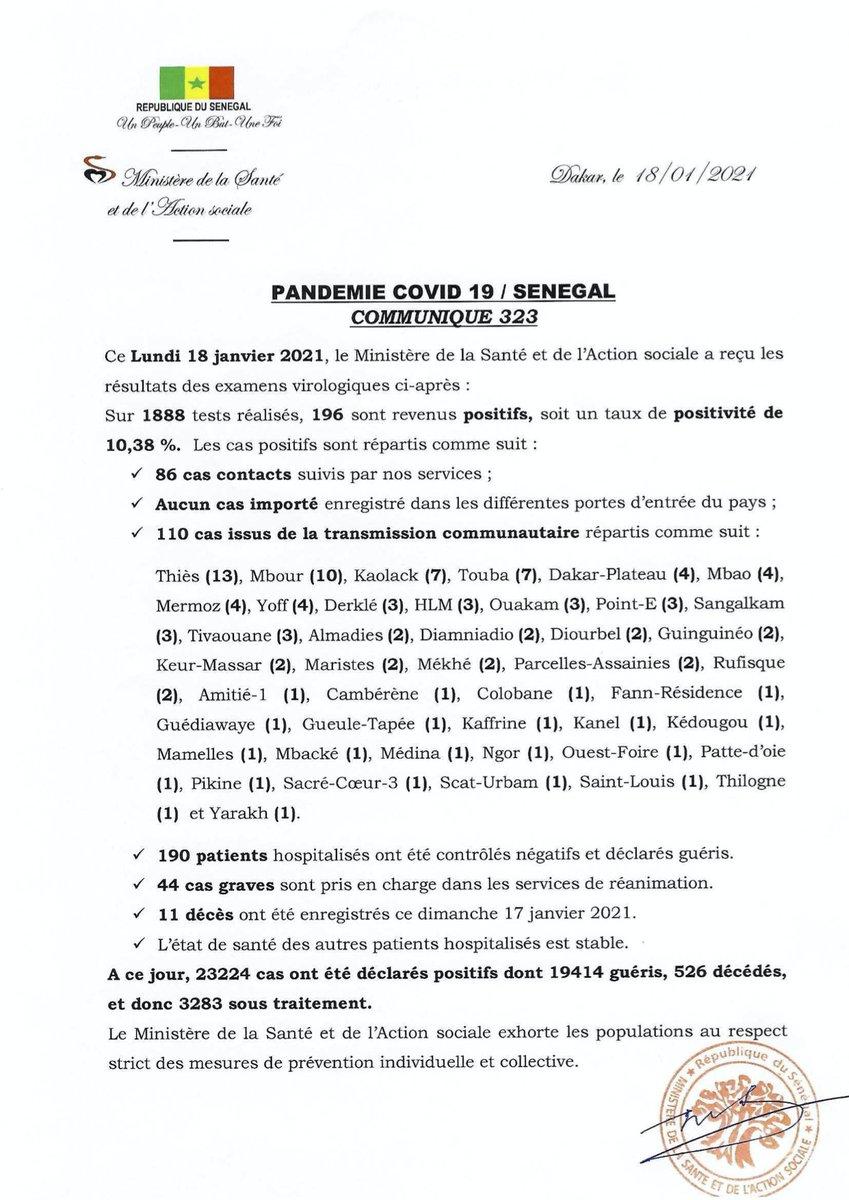 REPUBLIQUE DU SENEGAL
Un Peuple-Un But-Une Foi
Ministère de la Santé
et de l'Action sociale
Dakar, le 18/01/2021
PANDEMIE COVID 19 / SENEGAL
COMMUNIQUE 323
Ce Lundi 18 janvier 2021, le Ministère de la Santé et de l'Action sociale a reçu les
résultats des examens virologiques ci-après :
Sur 1888 tests réalisés, 196 sont revenus positifs, soit un taux de positivité de
10,38 %. Les cas positifs sont répartis comme suit :
✓ 86 cas contacts suivis par nos services ;
✓ Aucun cas importé enregistré dans les différentes portes d'entrée du pays ;
✓ 110 cas issus de la transmission communautaire répartis comme suit :
Thiès (13), Mbour (10), Kaolack (7), Touba (7), Dakar-Plateau (4), Mbao (4),
Mermoz (4), Yoff (4), Derklé (3), HLM (3), Ouakam (3), Point-E (3), Sangalkam
(3), Tivaouane (3), Almadies (2), Diamniadio (2), Diourbel (2), Guinguinéo (2),
Keur-Massar (2), Maristes (2), Mékhé (2), Parcelles-Assainies (2), Rufisque
(2), Amitié-1 (1), Cambérène (1), Colobane (1), Fann-Résidence (1),
Guédiawaye (1), Gueule-Tapée (1), Kaffrine (1), Kanel (1), Kédougou (1),
Mamelles (1), Mbacké (1), Médina (1), Ngor (1), Ouest-Foire (1), Patte-d'oie
(1), Pikine (1), Sacré-Cœur-3 (1), Scat-Urbam (1), Saint-Louis (1), Thilogne
(1) et Yarakh (1).
✓ 190 patients hospitalisés ont été contrôlés négatifs et déclarés guéris.
✓ 44 cas graves sont pris en charge dans les services de réanimation.
✓ 11 décès ont été enregistrés ce dimanche 17 janvier 2021.
✓ L'état de santé des autres patients hospitalisés est stable.
A ce jour, 23224 cas ont été déclarés positifs dont 19414 guéris, 526 décédés,
et donc 3283 sous traitement.
Le Ministère de la Santé et de l'Action sociale exhorte les populations au respect
strict des mesures de prévention individuelle et collective.
République du Sénégal
MINISTERE DE LA SANTE ET DE L'ACTION SOCIALE